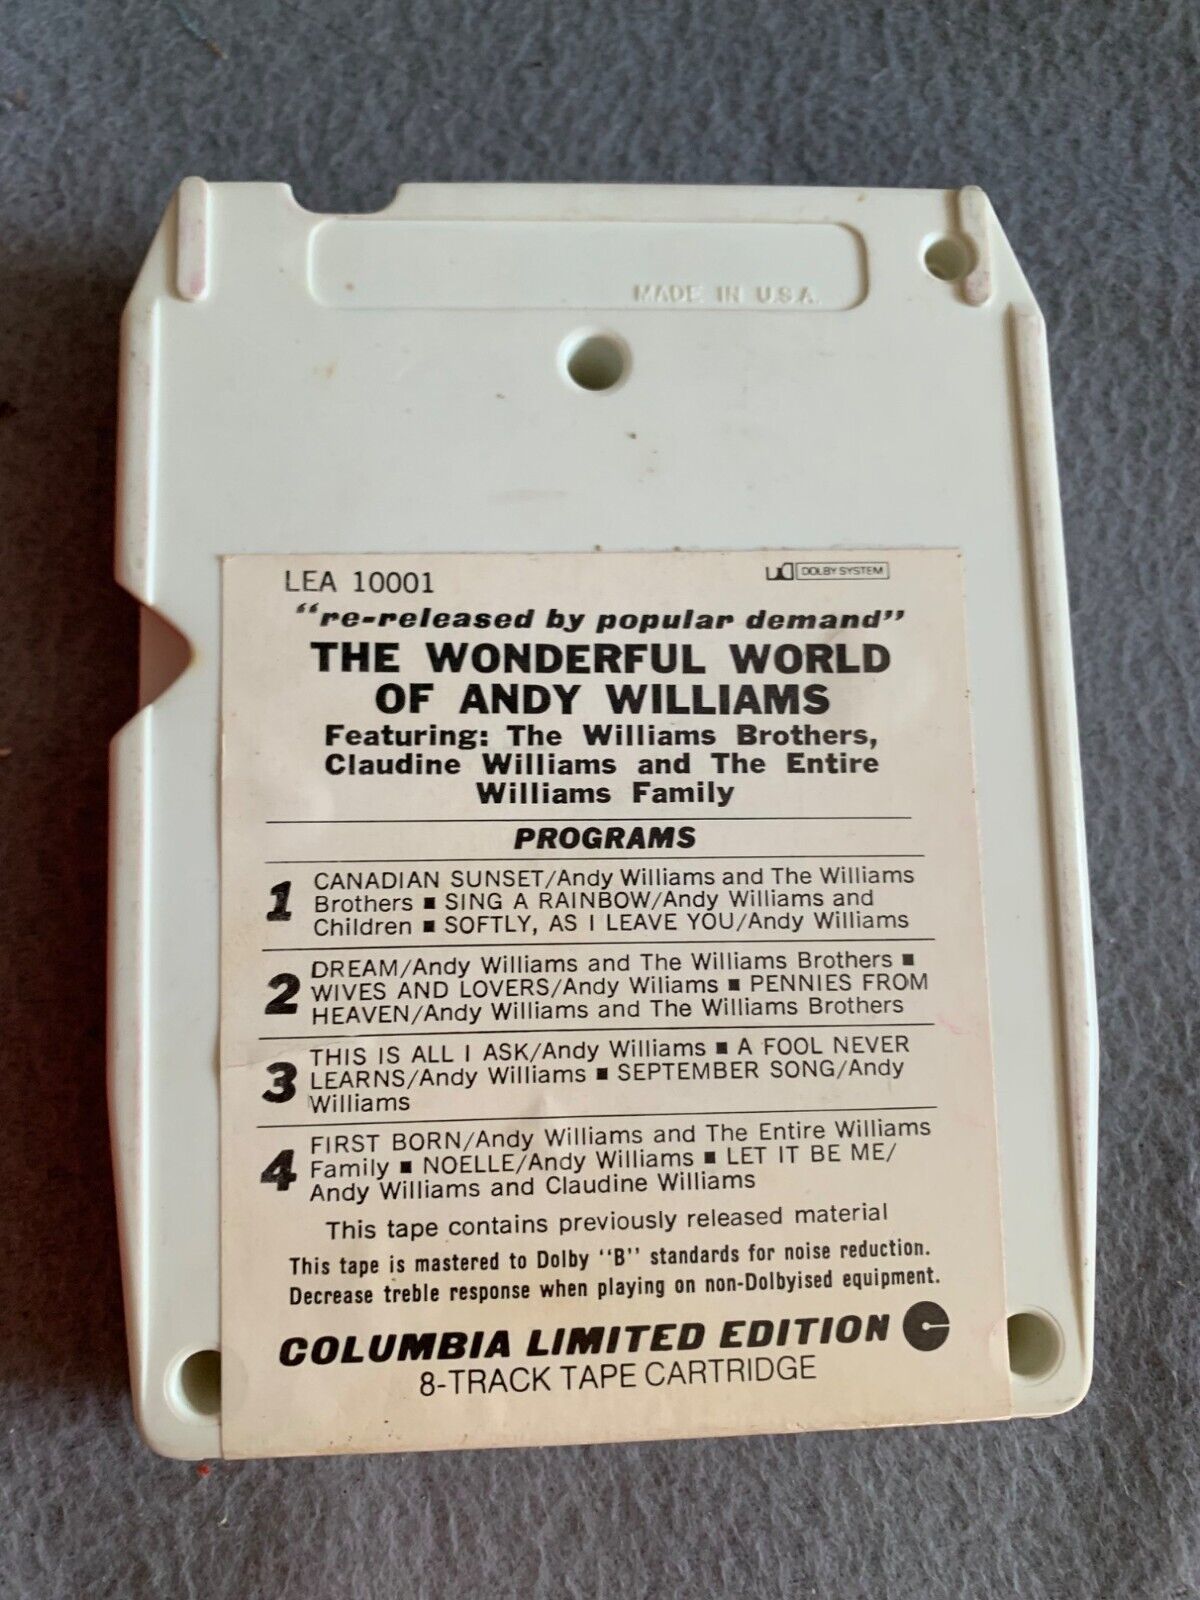 MADE IN U.S.A.
LEA 10001
DOLBY SYSTEM
"re-released by popular demand"
THE WONDERFUL WORLD
OF ANDY WILLIAMS
Featuring: The Williams Brothers,
Claudine Williams and The Entire
Williams Family
PROGRAMS
1 CANADIAN SUNSET/Andy Williams and The Williams
Brothers ■ SING A RAINBOW/Andy Williams and
Children ■ SOFTLY, AS I LEAVE YOU/Andy Williams
2 DREAM/Andy Williams and The Williams Brothers ■
WIVES AND LOVERS/Andy Wiliams ■ PENNIES FROM
HEAVEN/Andy Williams and The Williams Brothers
3 THIS IS ALL I ASK/Andy Williams ■ A FOOL NEVER
LEARNS/Andy Williams ■ SEPTEMBER SONG/Andy
Williams
4 FIRST BORN/Andy Williams and The Entire Williams
Family ■ NOELLE/Andy Williams ■ LET IT BE ME/
Andy Williams and Claudine Williams
This tape contains previously released material
This tape is mastered to Dolby "B" standards for noise reduction.
Decrease treble response when playing on non-Dolbyised equipment.
COLUMBIA LIMITED EDITION
8-TRACK TAPE CARTRIDGE